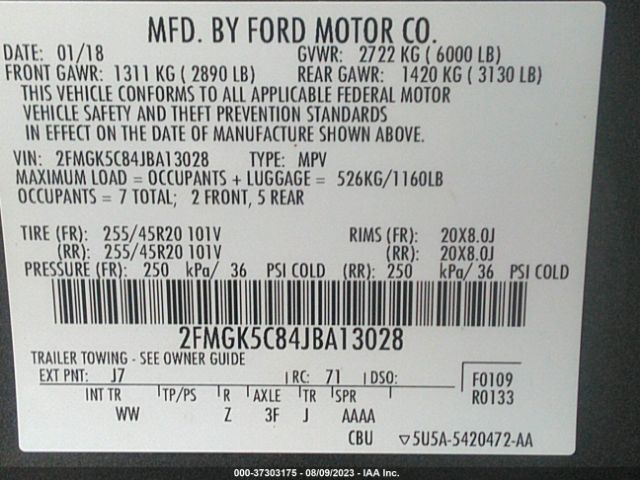 MFD. BY FORD MOTOR CO.
DATE: 01/18 GVWR: 2722 KG ( 6000 LB)
FRONT GAWR: 1311 KG ( 2890 LB) REAR GAWR: 1420 KG ( 3130 LB)
THIS VEHICLE CONFORMS TO ALL APPLICABLE FEDERAL MOTOR
VEHICLE SAFETY AND THEFT PREVENTION STANDARDS
IN EFFECT ON THE DATE OF MANUFACTURE SHOWN ABOVE.
VIN: 2FMGK5C84JBA13028 TYPE: MPV
MAXIMUM LOAD = OCCUPANTS + LUGGAGE = 526KG/1160LB
OCCUPANTS = 7 TOTAL; 2 FRONT, 5 REAR
TIRE (FR): 255/45R20 101V RIMS (FR): 20X8.0J
(RR): 255/45R20 101V (RR): 20X8.0J
PRESSURE (FR): 250 kPa/ 36 PSI COLD (RR): 250 kPa/ 36 PSI COLD
2FMGK5C84JBA13028
TRAILER TOWING - SEE OWNER GUIDE
EXT PNT: J7 RC: 71 DSO: F0109
INT TR TP/PS R AXLE TR SPR R0133
WW Z 3F J AAAA
CBU ▽5U5A-5420472-AA
000-37303175 - 08/09/2023 - IAA Inc.